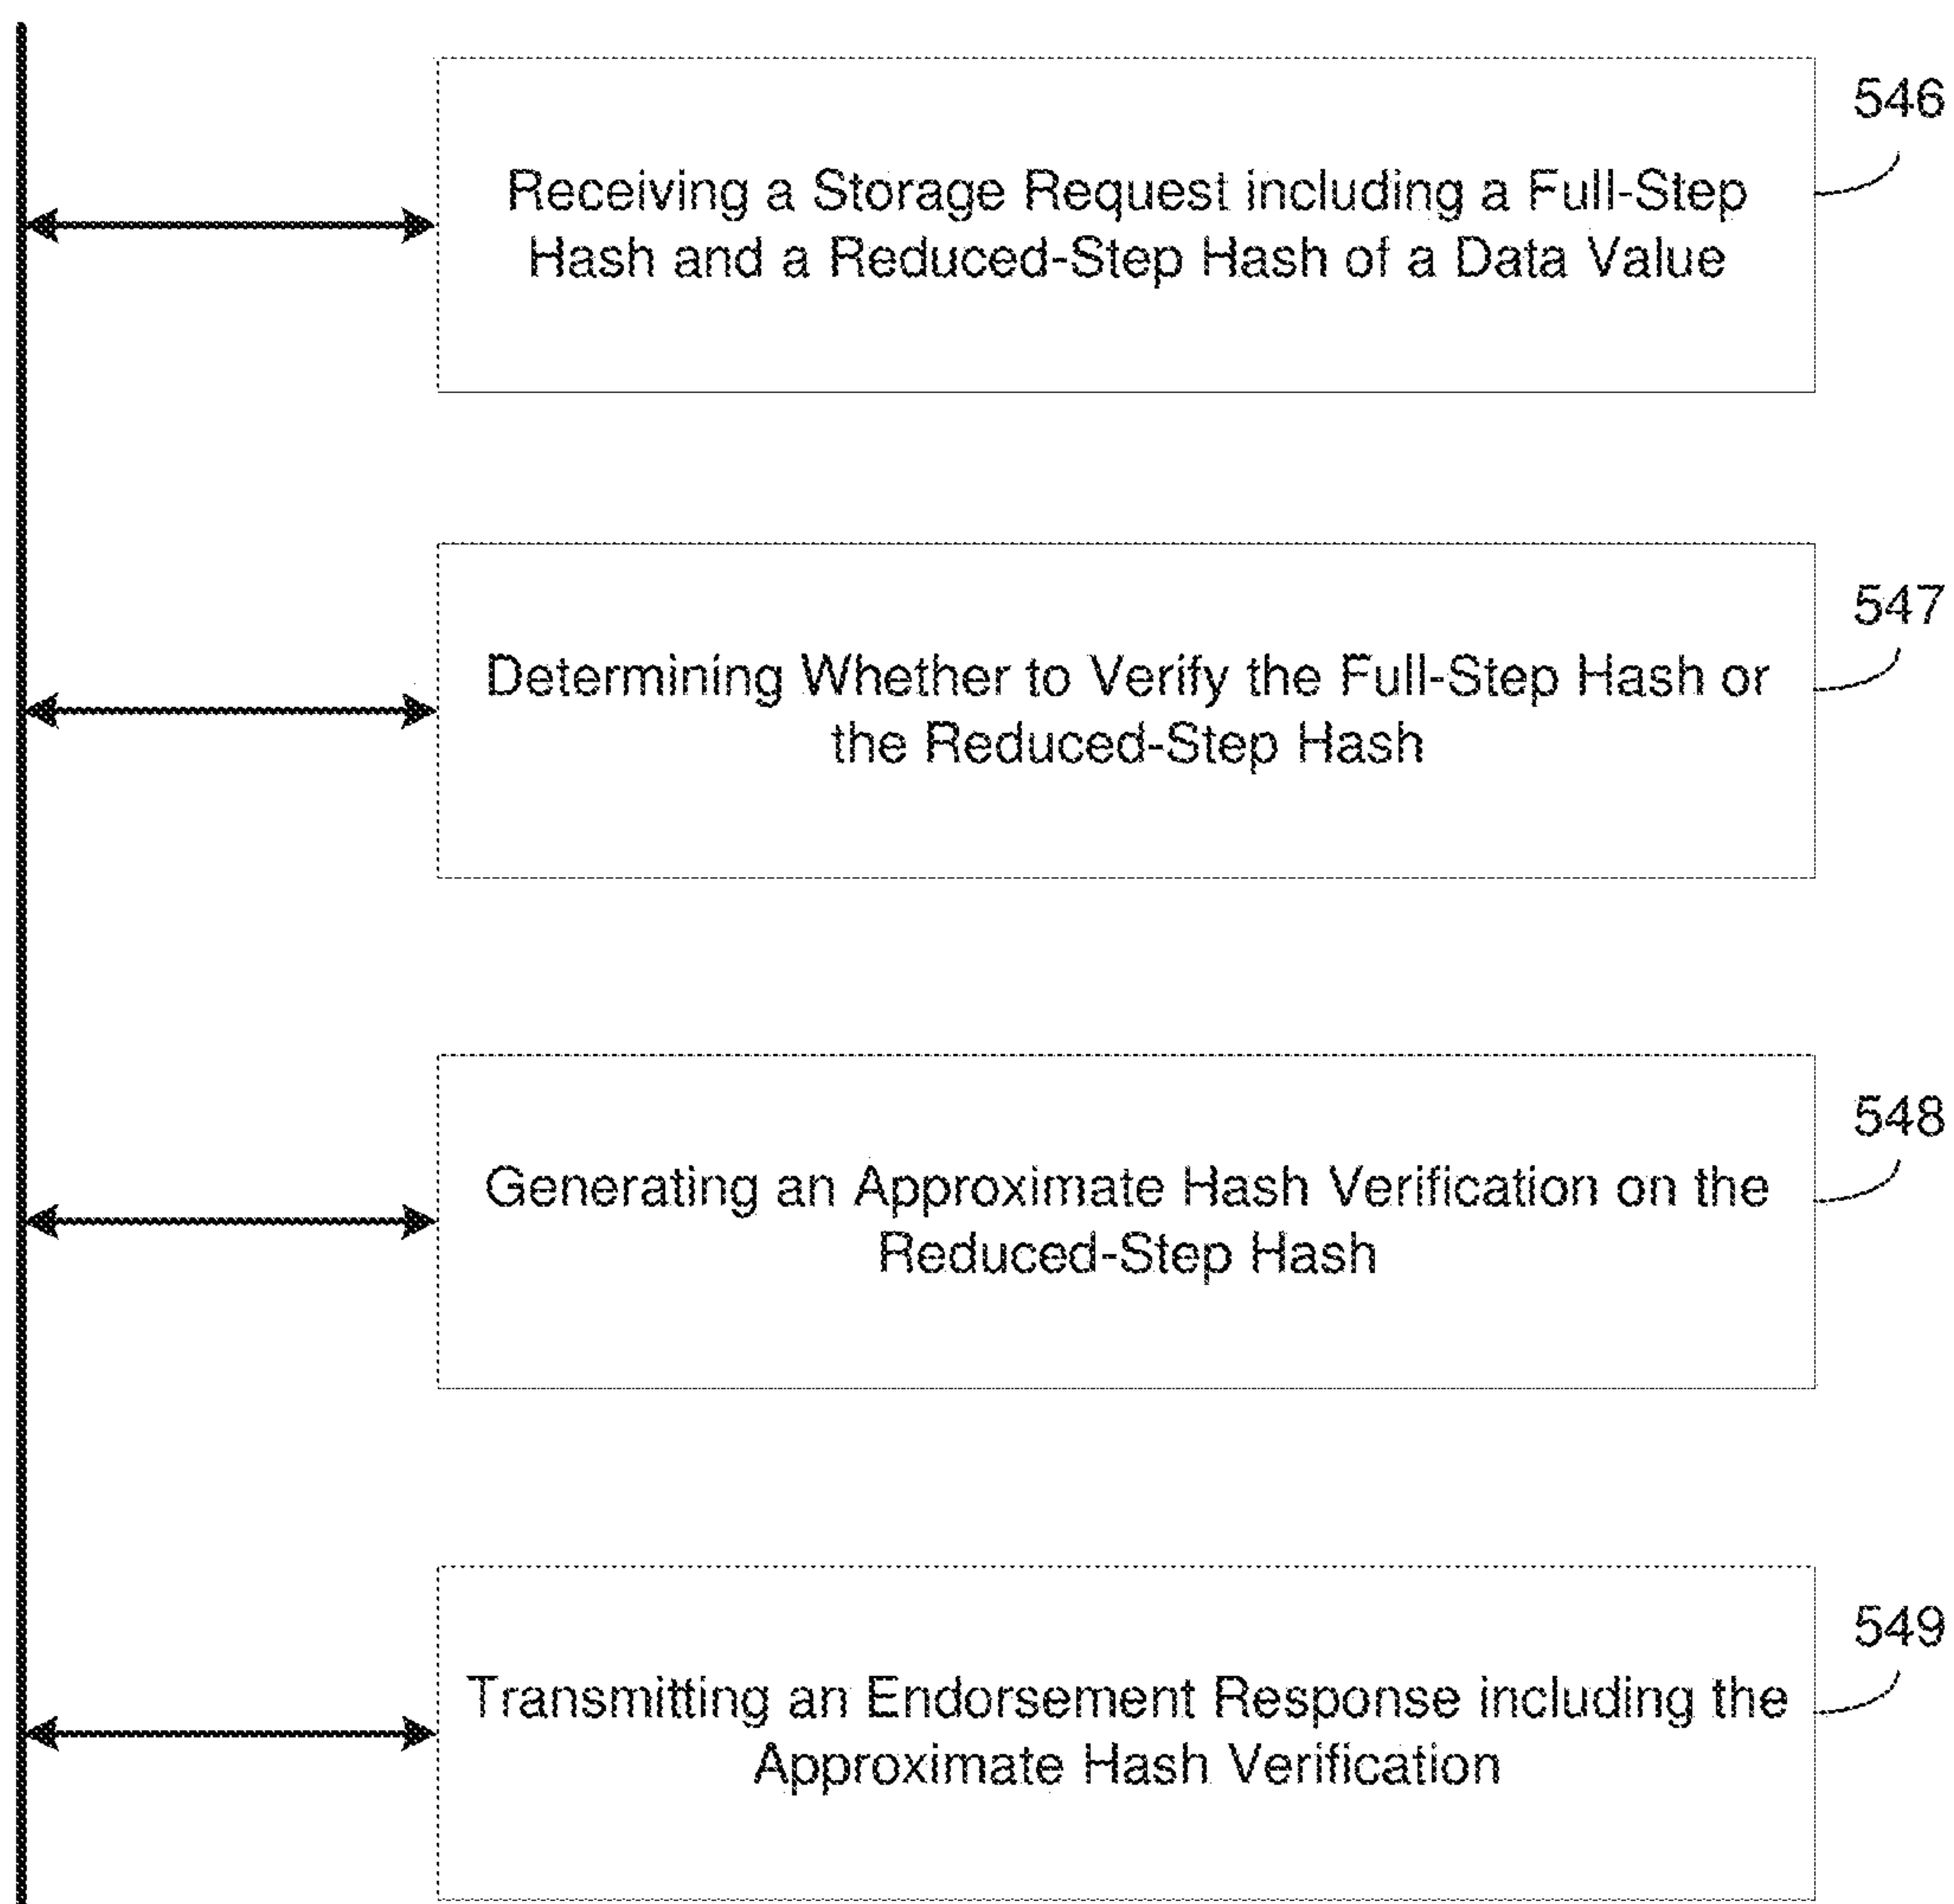 546
Receiving a Storage Request including a Full-Step
Hash and a Reduced-Step Hash of a Data Value
547
Determining Whether to Verify the Full-Step Hash or
the Reduced-Step Hash
548
Generating an Approximate Hash Verification on the
Reduced-Step Hash
549
Transmitting an Endorsement Response including the
Approximate Hash Verification